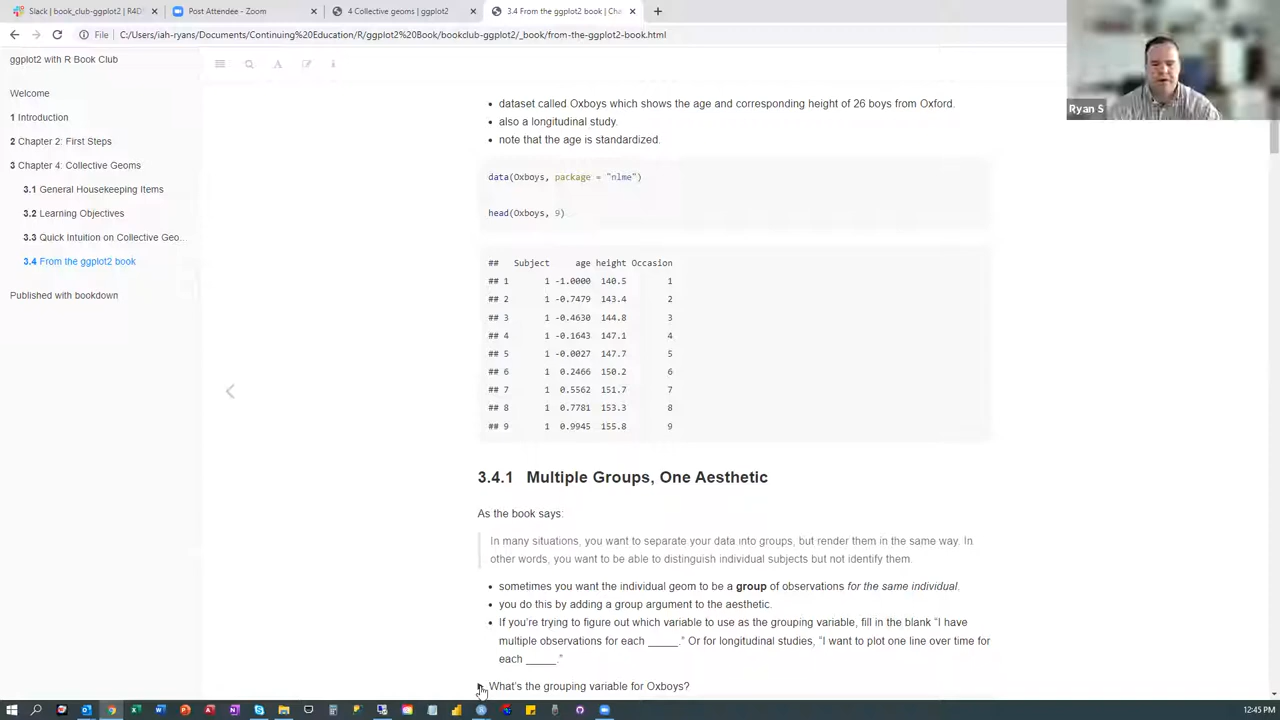 Slack | book_club-ggplot2 | R4D
Post Attendee - Zoom
4 Collective geoms | ggplot2
3.4 From the ggplot2 book | Cha
File C:/Users/iah-ryans/Documents/Continuing%20Education/R/ggplot2%20Book/bookclub-ggplot2/_book/from-the-ggplot2-book.html
ggplot2 with R Book Club
Welcome
1 Introduction
2 Chapter 2: First Steps
3 Chapter 4: Collective Geoms
3.1 General Housekeeping Items
3.2 Learning Objectives
3.3 Quick Intuition on Collective Geo...
3.4 From the ggplot2 book
Published with bookdown
Ryan S
• dataset called Oxboys which shows the age and corresponding height of 26 boys from Oxford.
• also a longitudinal study.
• note that the age is standardized.
data(Oxboys, package = "nlme")
head(Oxboys, 9)
## Subject age height Occasion
## 1 1 -1.0000 140.5 1
## 2 1 -0.7479 143.4 2
## 3 1 -0.4630 144.8 3
## 4 1 -0.1643 147.1 4
## 5 1 -0.0027 147.7 5
## 6 1 0.2466 150.2 6
## 7 1 0.5562 151.7 7
## 8 1 0.7781 153.3 8
## 9 1 0.9945 155.8 9
3.4.1 Multiple Groups, One Aesthetic
As the book says:
In many situations, you want to separate your data into groups, but render them in the same way. In
other words, you want to be able to distinguish individual subjects but not identify them.
• sometimes you want the individual geom to be a group of observations for the same individual.
• you do this by adding a group argument to the aesthetic.
• If you're trying to figure out which variable to use as the grouping variable, fill in the blank “I have
multiple observations for each _____.” Or for longitudinal studies, “I want to plot one line over time for
each _____.”
What's the grouping variable for Oxboys?
12:45 PM